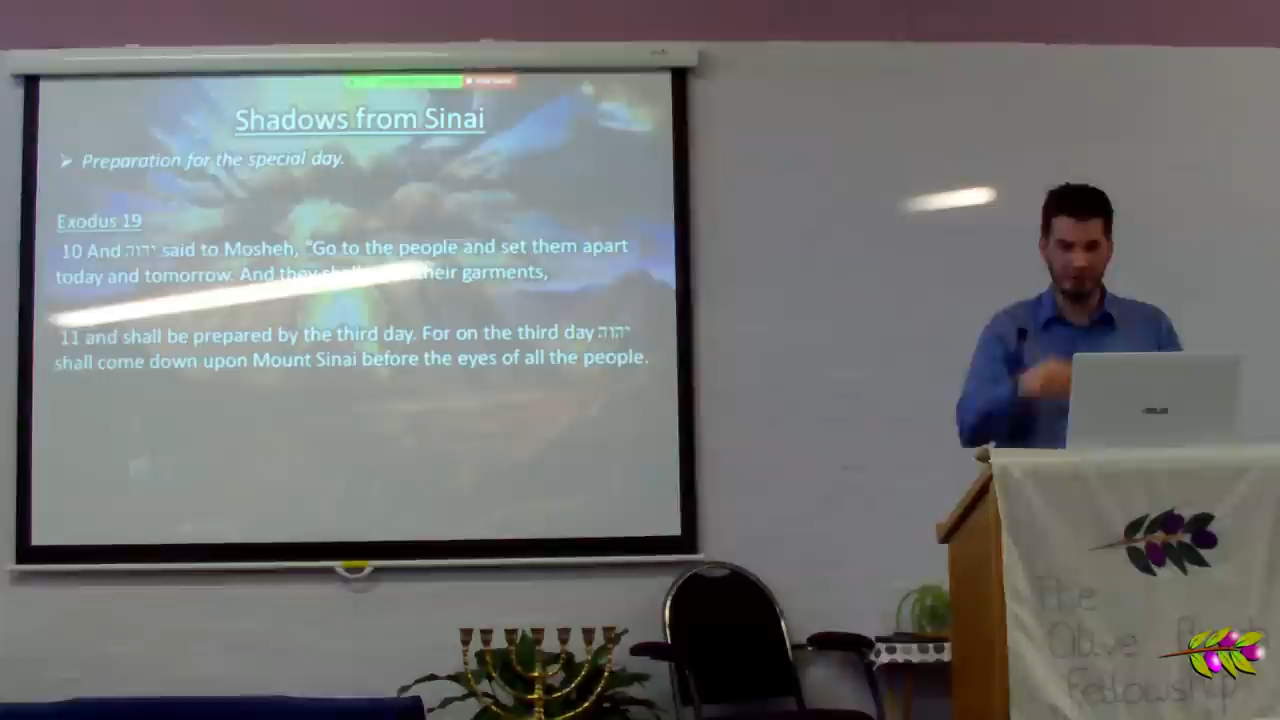 Shadows from Sinai
➢ Preparation for the special day.
Exodus 19
10 And יהוה said to Mosheh, "Go to the people and set them apart
today and tomorrow. And they their garments,
11 and shall be prepared by the third day. For on the third day יהוה
shall come down upon Mount Sinai before the eyes of all the people.
ASUS
The
Olive
Fellowship